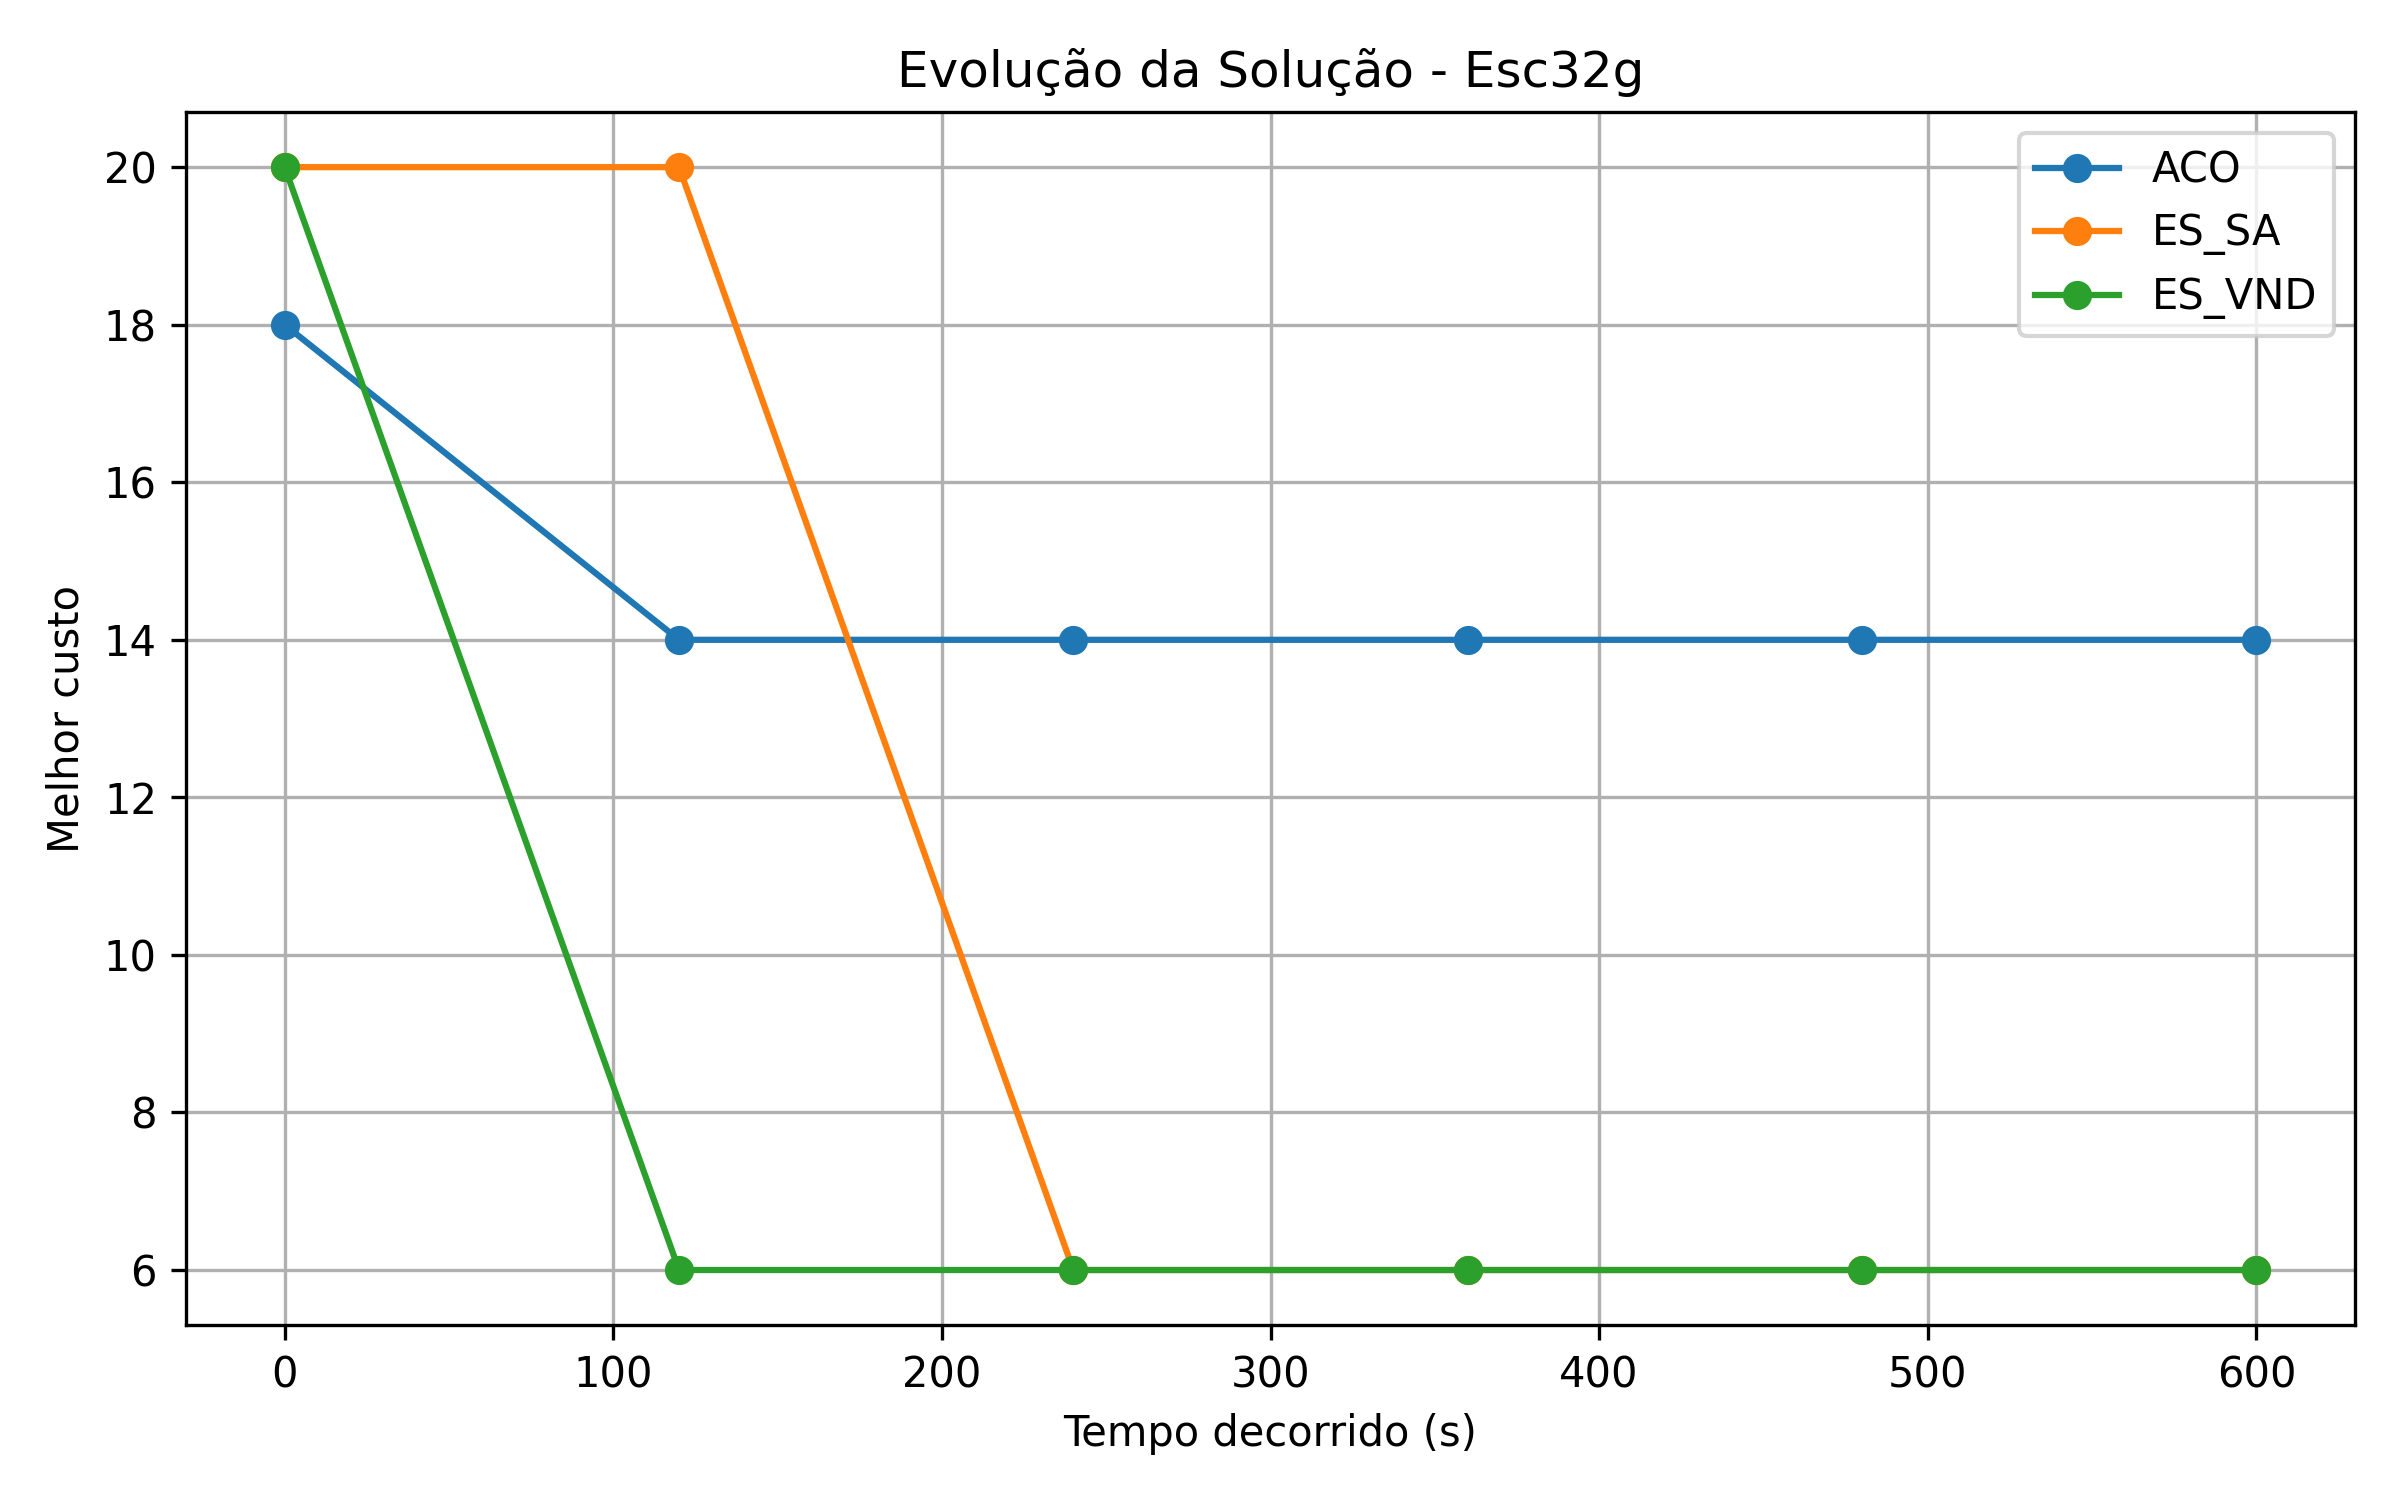 Evolução da Solução - Esc32g
ACO
ES_SA
ES_VND
Melhor custo
20
18
16
14
12
10
8
6
0 100 200 300 400 500 600
Tempo decorrido (s)